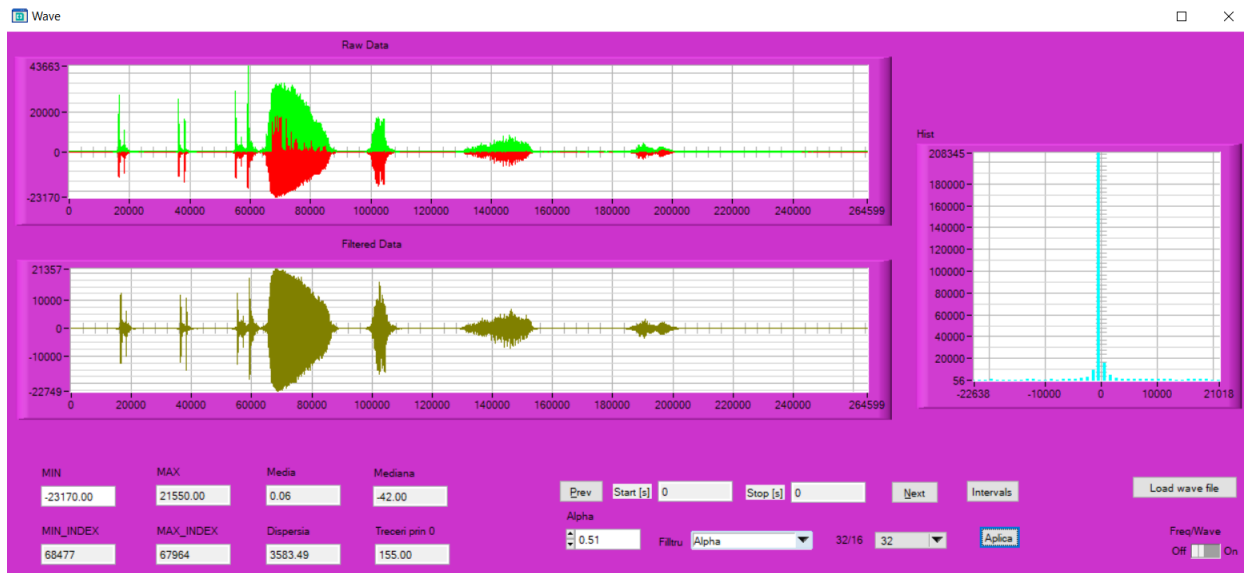 Wave
Raw Data
43663
20000
0
-23170
0 20000 40000 60000 80000 100000 120000 140000 160000 180000 200000 220000 240000 264599
Filtered Data
21357
10000
0
-10000
-22749
0 20000 40000 60000 80000 100000 120000 140000 160000 180000 200000 220000 240000 264599
Hist
208345
180000
160000
140000
120000
100000
80000
60000
40000
20000
56
-22638 -10000 0 10000 21018
MIN MAX Media Mediana
-23170.00 21550.00 0.06 -42.00
MIN_INDEX MAX_INDEX Dispersia Treceri prin 0
68477 67964 3583.49 155.00
Prev Start [s] 0 Stop [s] 0 Next Intervals
Load wave file
Alpha
0.51 Filtru Alpha 32/16 32 Aplica
Freq/Wave
Off On